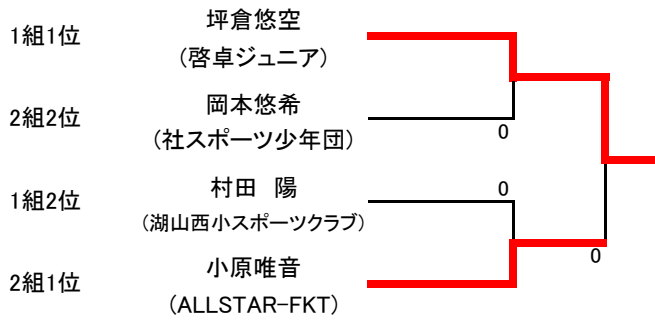 1組1位
坪倉悠空
(啓卓ジュニア)
2組2位
岡本悠希
(社スポーツ少年団)
0
1組2位
村田　陽
(湖山西小スポーツクラブ)
0
2組1位
小原唯音
(ALLSTAR-FKT)
0